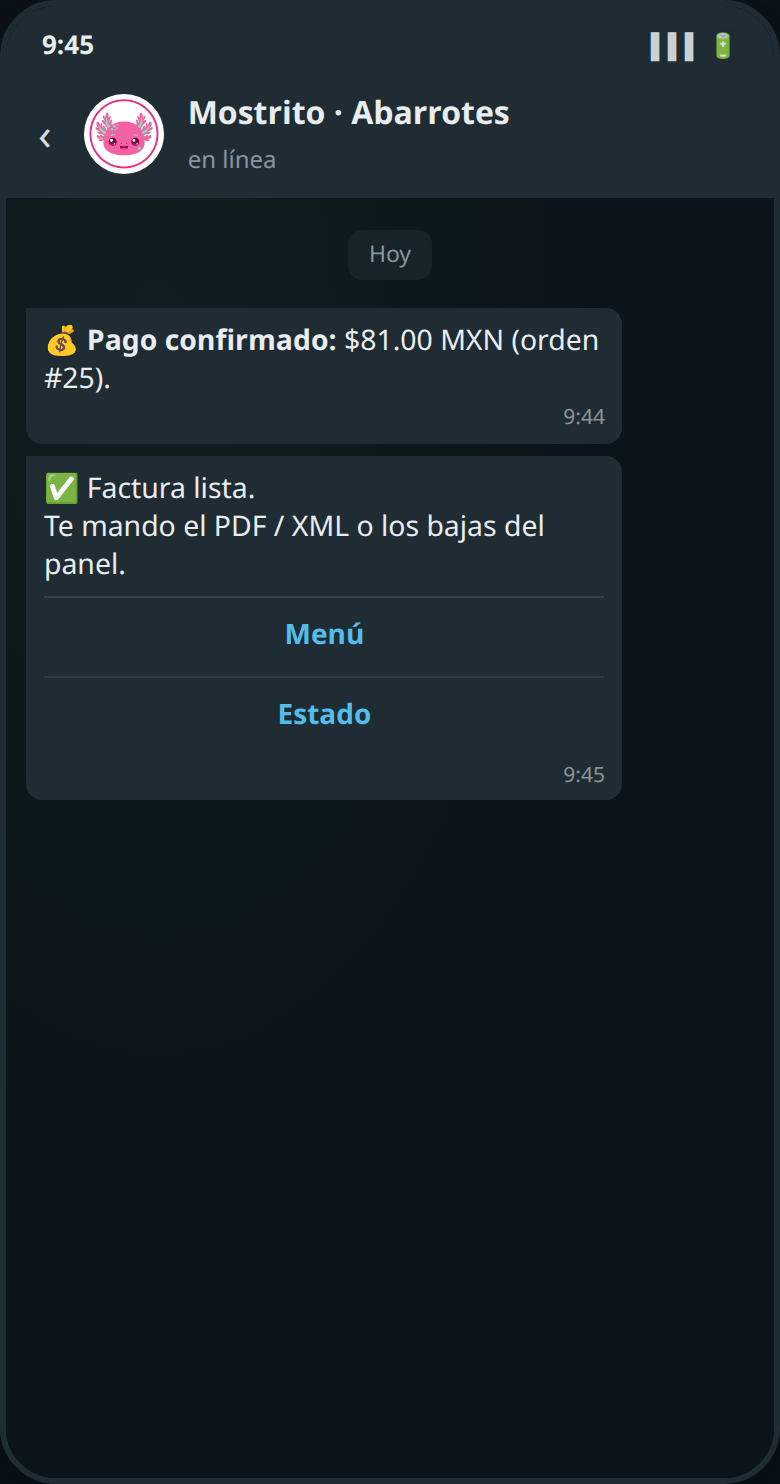 9:45
Mostrito · Abarrotes
en línea
Hoy
💰 Pago confirmado: $81.00 MXN (orden
#25).
9:44
✅ Factura lista.
Te mando el PDF / XML o los bajas del
panel.
Menú
Estado
9:45